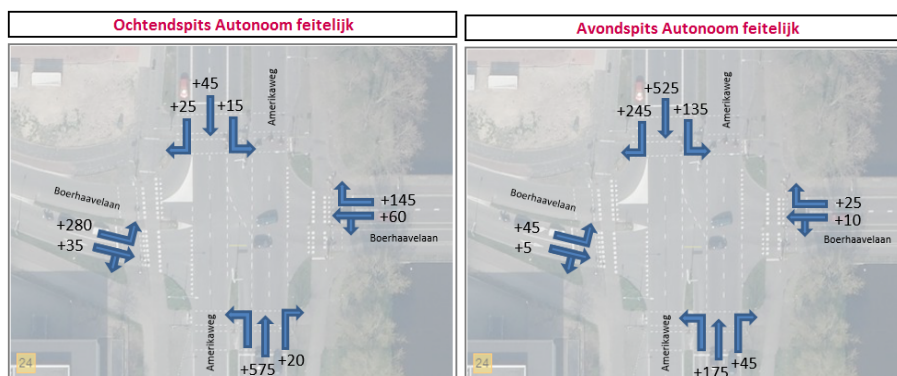 Ochtendspits Autonoom feitelijk
+45
+25
+15
Amerikaweg
Boerhaavelaan
+280
+35
+145
+60
Boerhaavelaan
Amerikaweg
+20
+575
24
Avondspits Autonoom feitelijk
+525
+245
+135
Amerikaweg
Boerhaavelaan
+45
+5
+25
+10
Boerhaavelaan
Amerikaweg
+45
+175
24